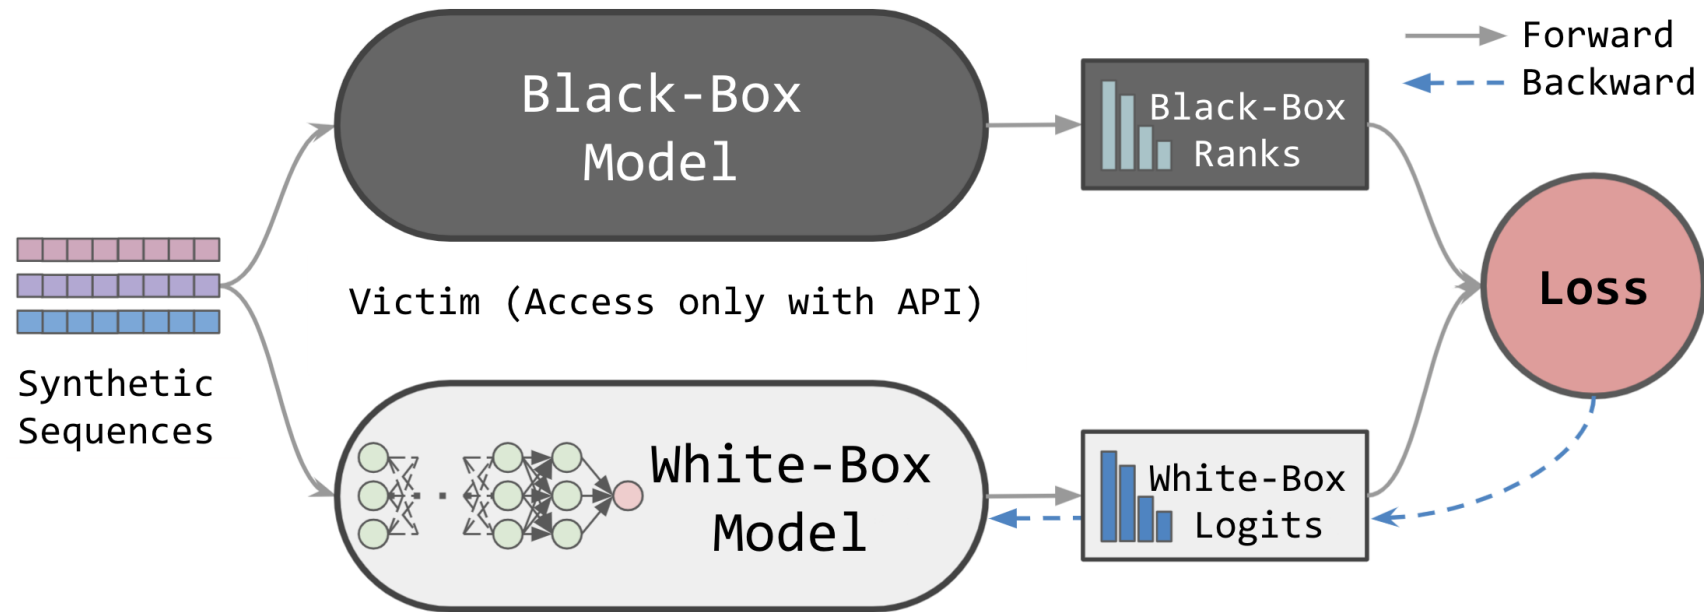 Forward
Backward
Black-Box
Model
Black-Box
Ranks
Victim (Access only with API)
Loss
Synthetic
Sequences
White-Box
Model
White-Box
Logits